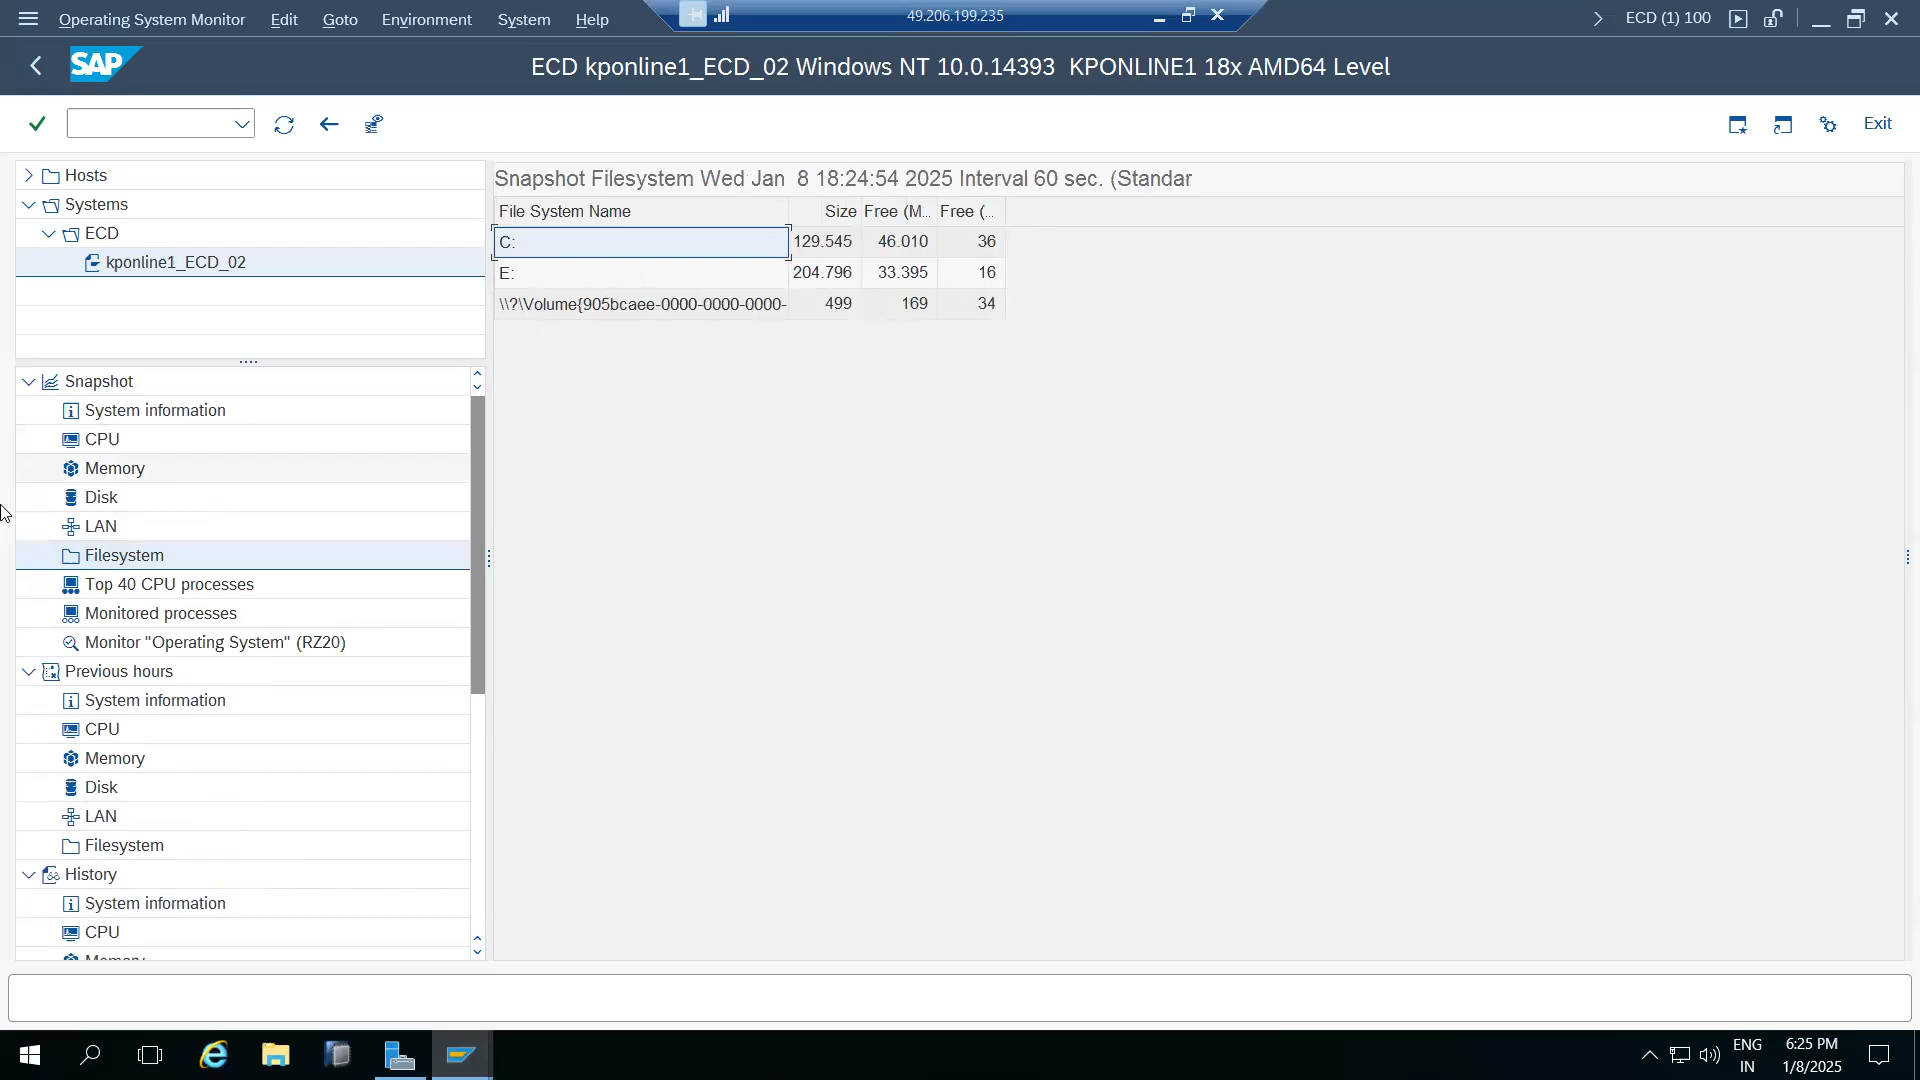 Operating System Monitor Edit Goto Environment System Help
49.206.199.235
ECD (1) 100
SAP
ECD kponline1_ECD_02 Windows NT 10.0.14393 KPONLINE1 18x AMD64 Level
Exit
Hosts
Systems
ECD
kponline1_ECD_02
Snapshot
System information
CPU
Memory
Disk
LAN
Filesystem
Top 40 CPU processes
Monitored processes
Monitor "Operating System" (RZ20)
Previous hours
System information
CPU
Memory
Disk
LAN
Filesystem
History
System information
CPU
Memory
Snapshot Filesystem Wed Jan 8 18:24:54 2025 Interval 60 sec. (Standar
File System Name Size Free (M... Free (...
C: 129.545 46.010 36
E: 204.796 33.395 16
\\?\Volume{905bcaee-0000-0000-0000- 499 169 34
ENG
IN
6:25 PM
1/8/2025